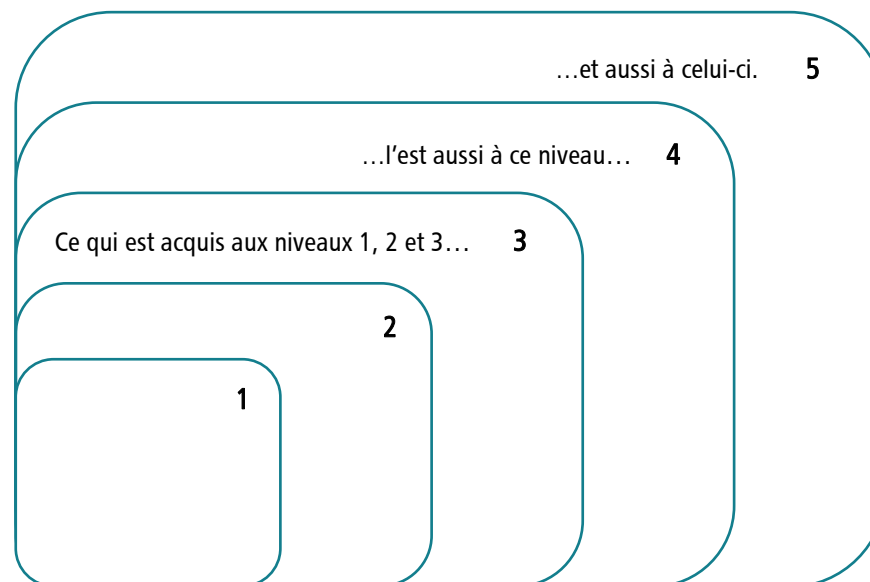 …et aussi à celui-ci. 5
…l’est aussi à ce niveau… 4
Ce qui est acquis aux niveaux 1, 2 et 3… 3
2
1